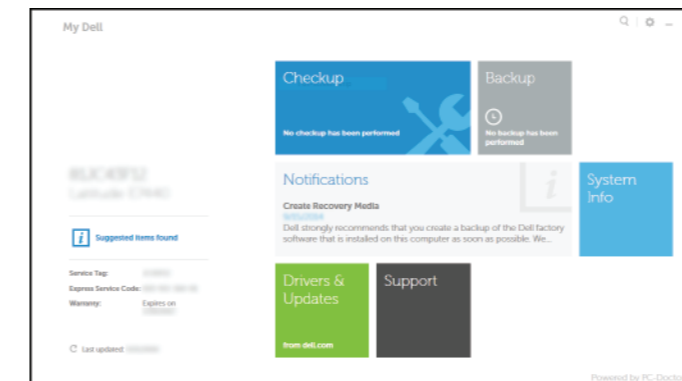 My Dell
Checkup
No checkup has been performed
Backup
No backup has been
performed
Notifications
Create Recovery Media
Dell strongly recommends that you create a backup of the Dell factory
software that is installed on this computer as soon as possible. We...
System
Info
Suggested items found
Service Tag:
Express Service Code:
Warranty: Expires on
Last updated:
Drivers &
Updates
from dell.com
Support
Powered by PC-Docto